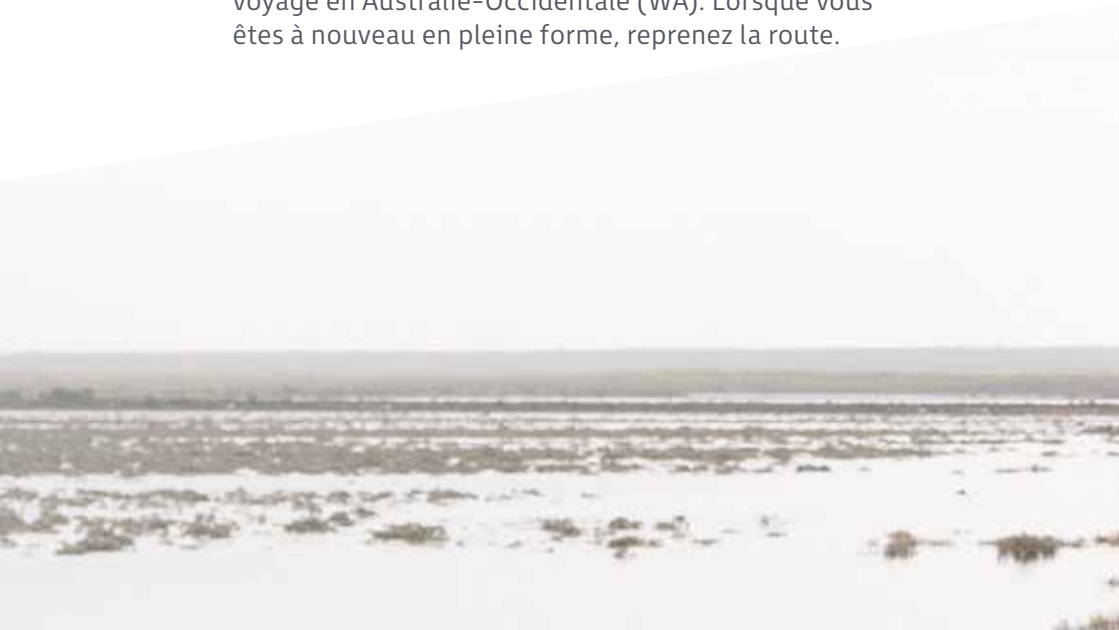 voyage en Australie-Occidentale (WA). Lorsque vous
êtes à nouveau en pleine forme, reprenez la route.